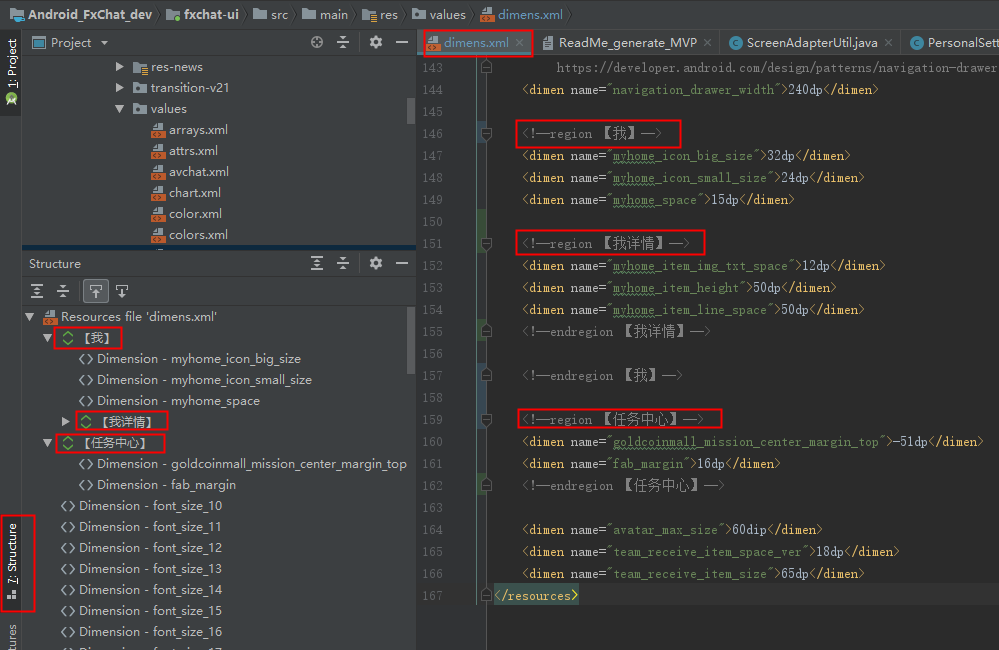 Android_FxChat_dev fxchat-ui src main res values dimens.xml
1: Project
Project
res-news
transition-v21
values
arrays.xml
attrs.xml
avchat.xml
chart.xml
color.xml
colors.xml
Structure
Resources file 'dimens.xml'
【我】
Dimension - myhome_icon_big_size
Dimension - myhome_icon_small_size
Dimension - myhome_space
【我详情】
【任务中心】
Dimension - goldcoinmall_mission_center_margin_top
Dimension - fab_margin
Dimension - font_size_10
Dimension - font_size_11
Dimension - font_size_12
Dimension - font_size_13
Dimension - font_size_14
Dimension - font_size_15
Dimension - font_size_16
7: Structure
dimens.xml ReadMe_generate_MVP ScreenAdapterUtil.java PersonalSett
143 https://developer.android.com/design/patterns/navigation-drawer
144 <dimen name="navigation_drawer_width">240dp</dimen>
145
146 <!--region 【我】-->
147 <dimen name="myhome_icon_big_size">32dp</dimen>
148 <dimen name="myhome_icon_small_size">24dp</dimen>
149 <dimen name="myhome_space">15dp</dimen>
150
151 <!--region 【我详情】-->
152 <dimen name="myhome_item_img_txt_space">12dp</dimen>
153 <dimen name="myhome_item_height">50dp</dimen>
154 <dimen name="myhome_item_line_space">50dp</dimen>
155 <!--endregion 【我详情】-->
156
157 <!--endregion 【我】-->
158
159 <!--region 【任务中心】-->
160 <dimen name="goldcoinmall_mission_center_margin_top">-51dp</dimen>
161 <dimen name="fab_margin">16dp</dimen>
162 <!--endregion 【任务中心】-->
163
164 <dimen name="avatar_max_size">60dip</dimen>
165 <dimen name="team_receive_item_space_ver">18dp</dimen>
166 <dimen name="team_receive_item_size">65dp</dimen>
167 </resources>